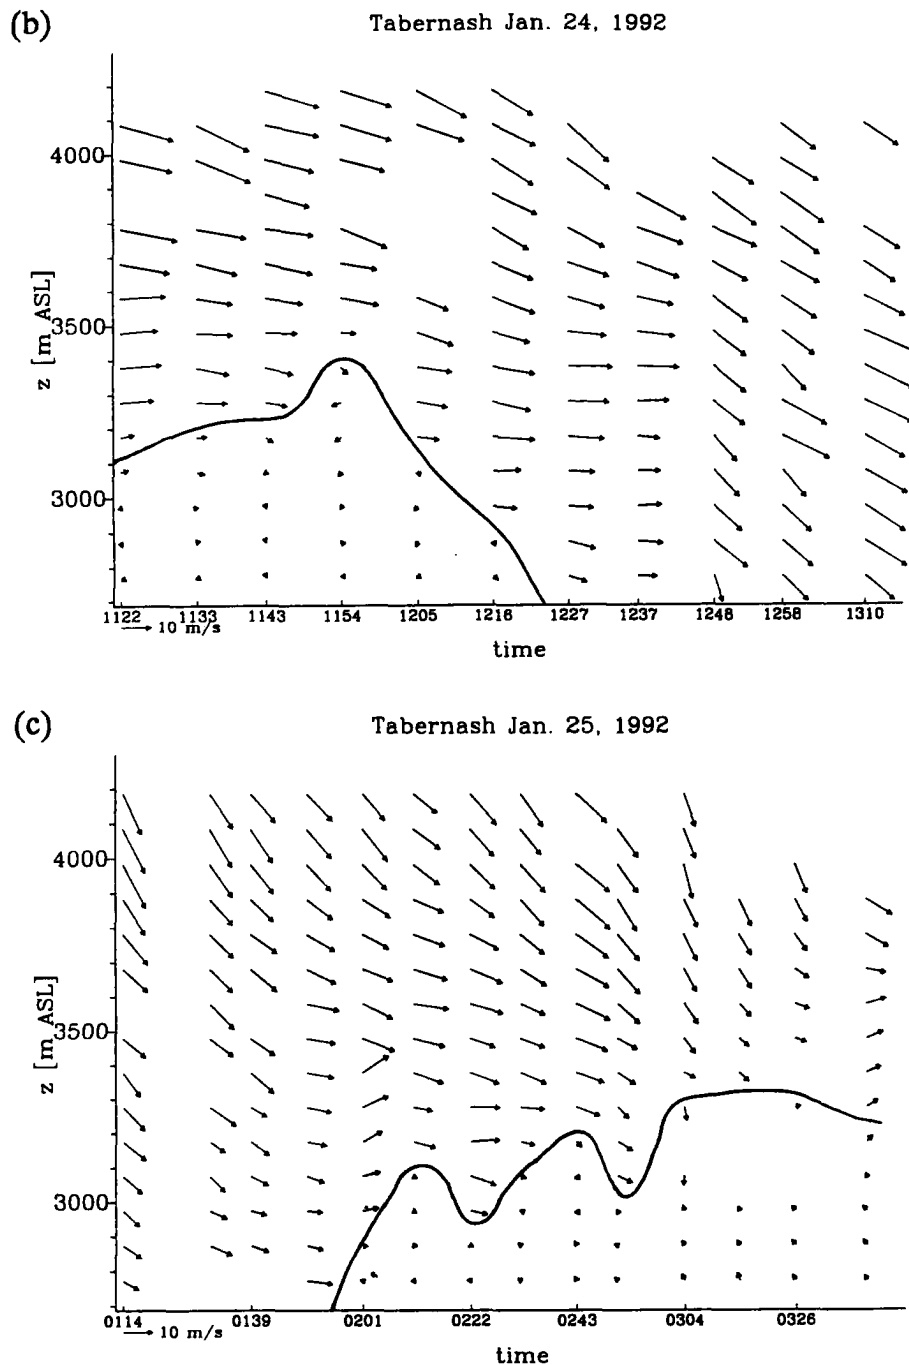 (b)
Tabernash Jan. 24, 1992
4000
3500
3000
z [m ASL]
1122 1133 1143 1154 1205 1216 1227 1237 1248 1258 1310
10 m/s
time
(c)
Tabernash Jan. 25, 1992
4000
3500
3000
z [m ASL]
0114 0139 0201 0222 0243 0304 0326
10 m/s
time